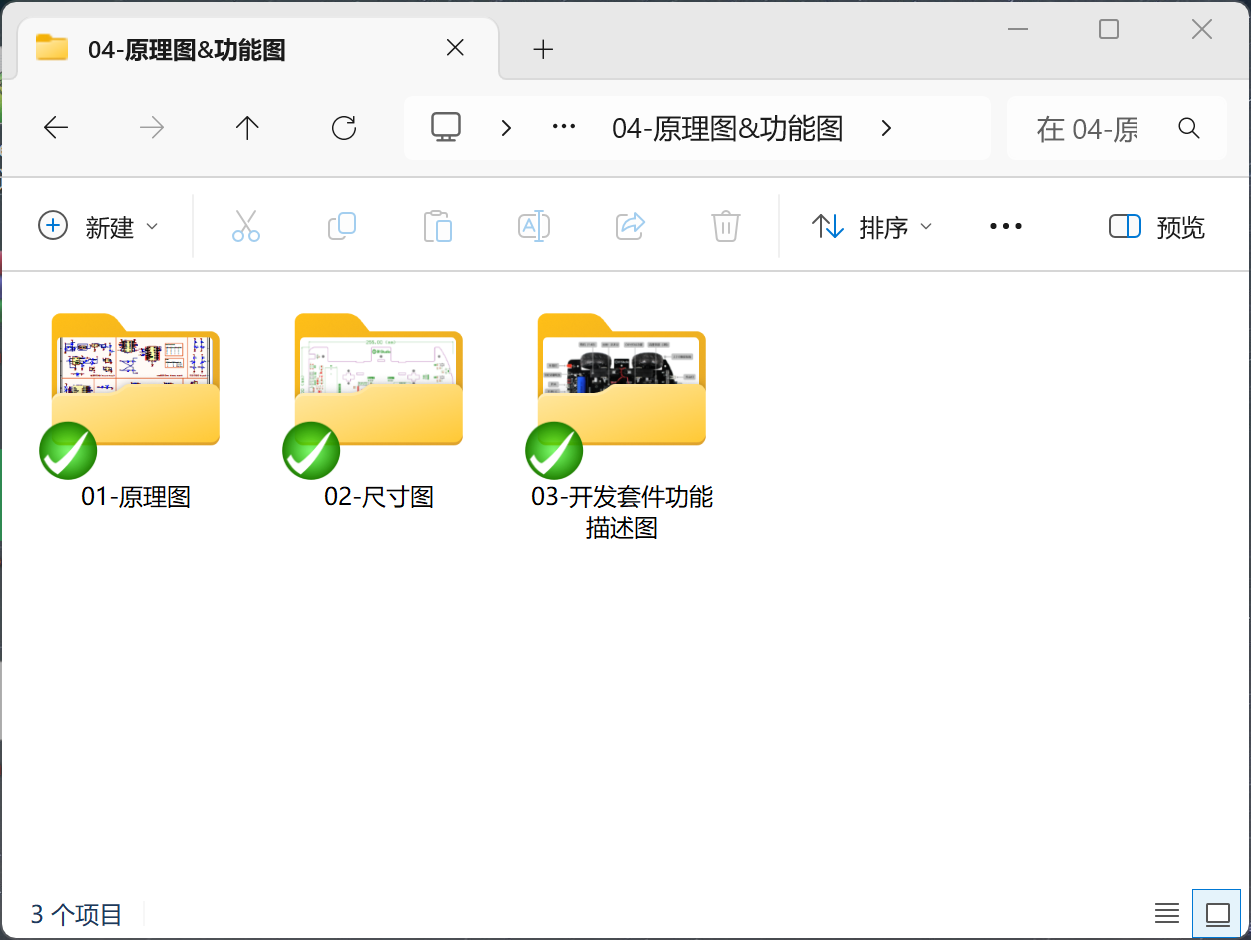 04-原理图&功能图
04-原理图&功能图
在 04-原
新建
排序
预览
01-原理图
02-尺寸图
03-开发套件功能
描述图
3 个项目